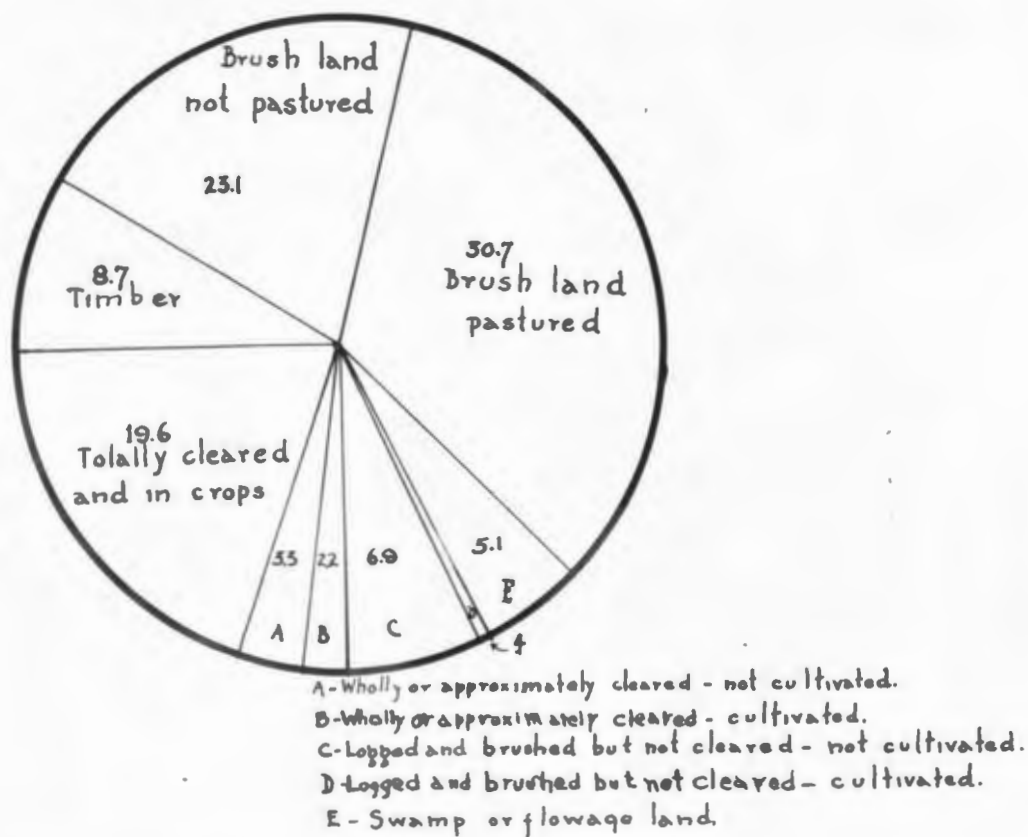 Brush land
not pastured
23.1
30.7
Brush land
pastured
8.7
Timber
19.6
Tolally cleared
and in crops
3.3
2.2
6.9
5.1
A
B
C
D
E
4
A-Wholly or approximately cleared - not cultivated.
B-Wholly or approximately cleared - cultivated.
C-Logged and brushed but not cleared - not cultivated.
D-Logged and brushed but not cleared - cultivated.
E - Swamp or flowage land.